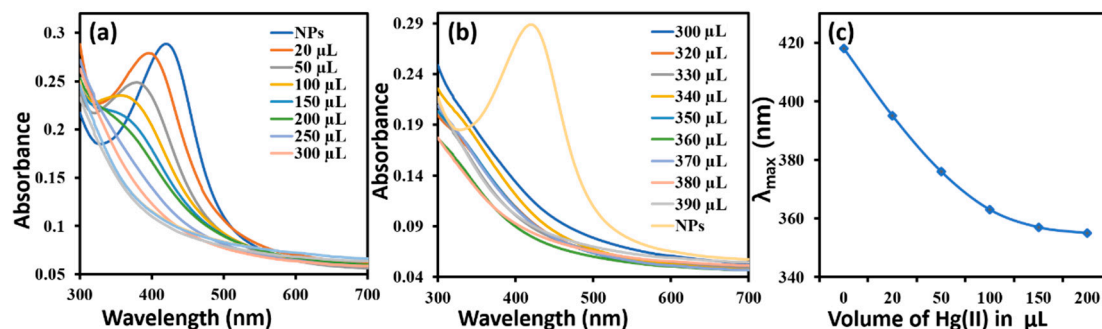 (a)
Absorbance
0.3
0.25
0.2
0.15
0.1
0.05
300 400 500 600 700
Wavelength (nm)
NPs
20 µL
50 µL
100 µL
150 µL
200 µL
250 µL
300 µL
(b)
Absorbance
0.29
0.24
0.19
0.14
0.09
0.04
300 400 500 600 700
Wavelength (nm)
300 µL
320 µL
330 µL
340 µL
350 µL
360 µL
370 µL
380 µL
390 µL
NPs
(c)
λmax (nm)
420
400
380
360
340
0 20 50 100 150 200
Volume of Hg(II) in µL